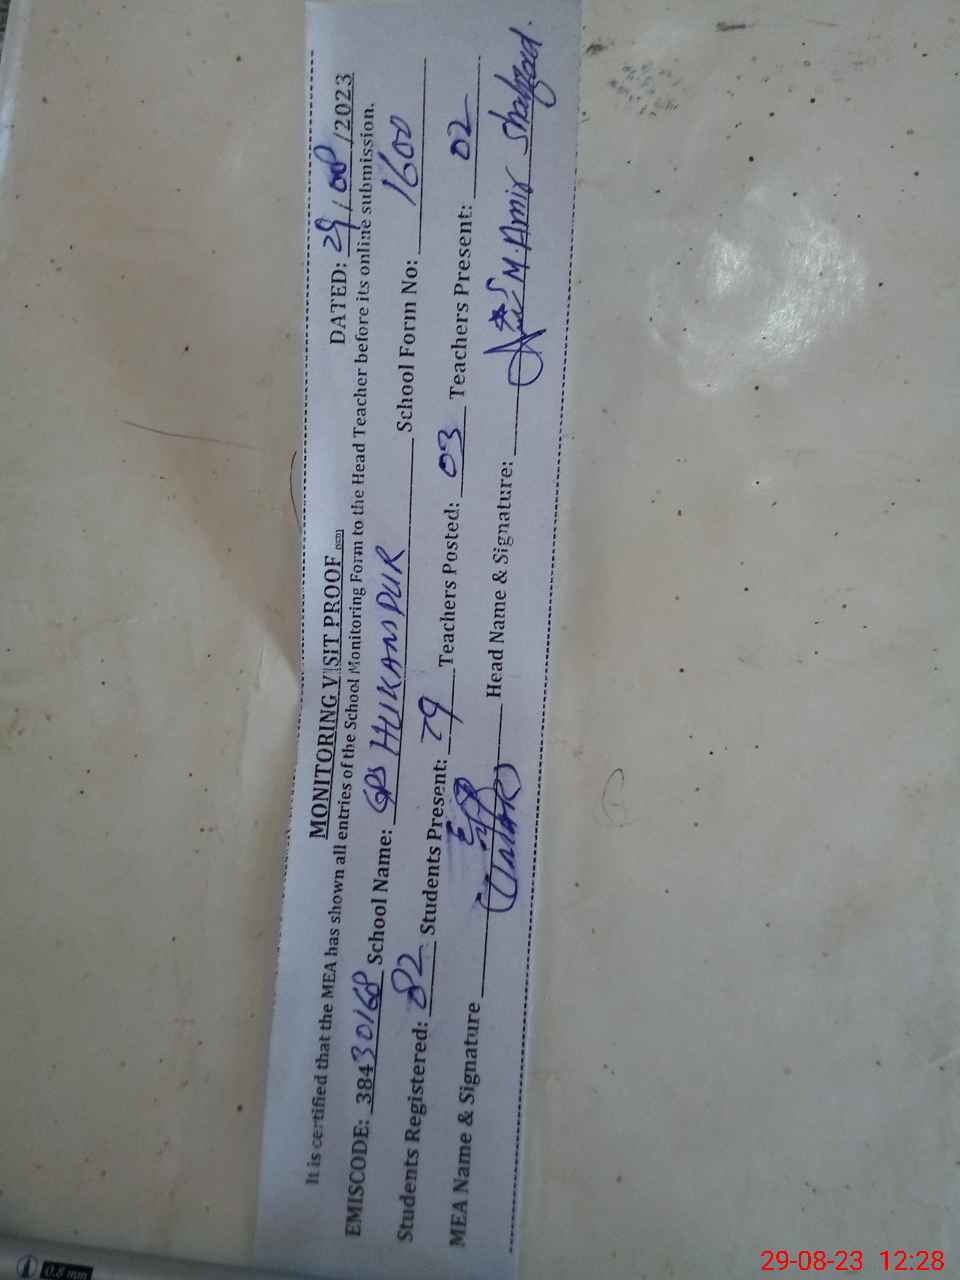 MONITORING VISIT PROOF DATED: 29/08/2023
It is certified that the MEA has shown all entries of the School Monitoring Form to the Head Teacher before its online submission.
EMISCODE: 38430168 School Name: GPS HUKAMPUR School Form No: 1600
Students Registered: 82 Students Present: 79 Teachers Posted: 03 Teachers Present: 02
MEA Name & Signature Head Name & Signature: M. Amir Shahzad.
0.8 mm
29-08-23 12:28